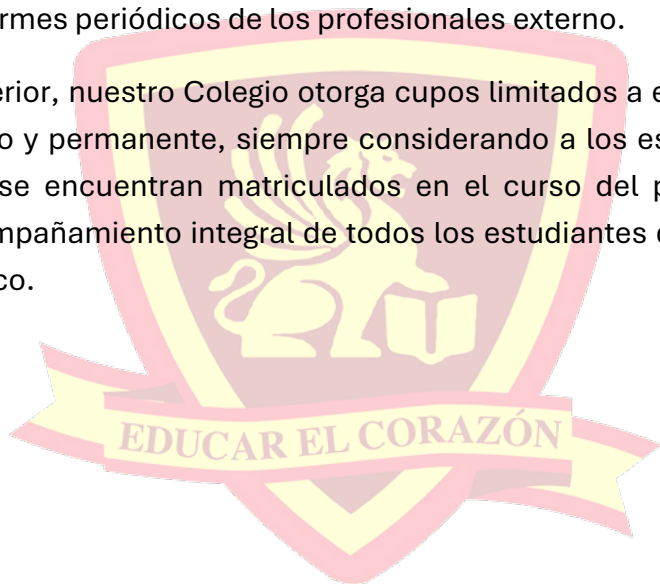 rmes periódicos de los profesionales externo.
erior, nuestro Colegio otorga cupos limitados a e
o y permanente, siempre considerando a los es
se encuentran matriculados en el curso del p
mpañamiento integral de todos los estudiantes
co.
EDUCAR EL CORAZÓN